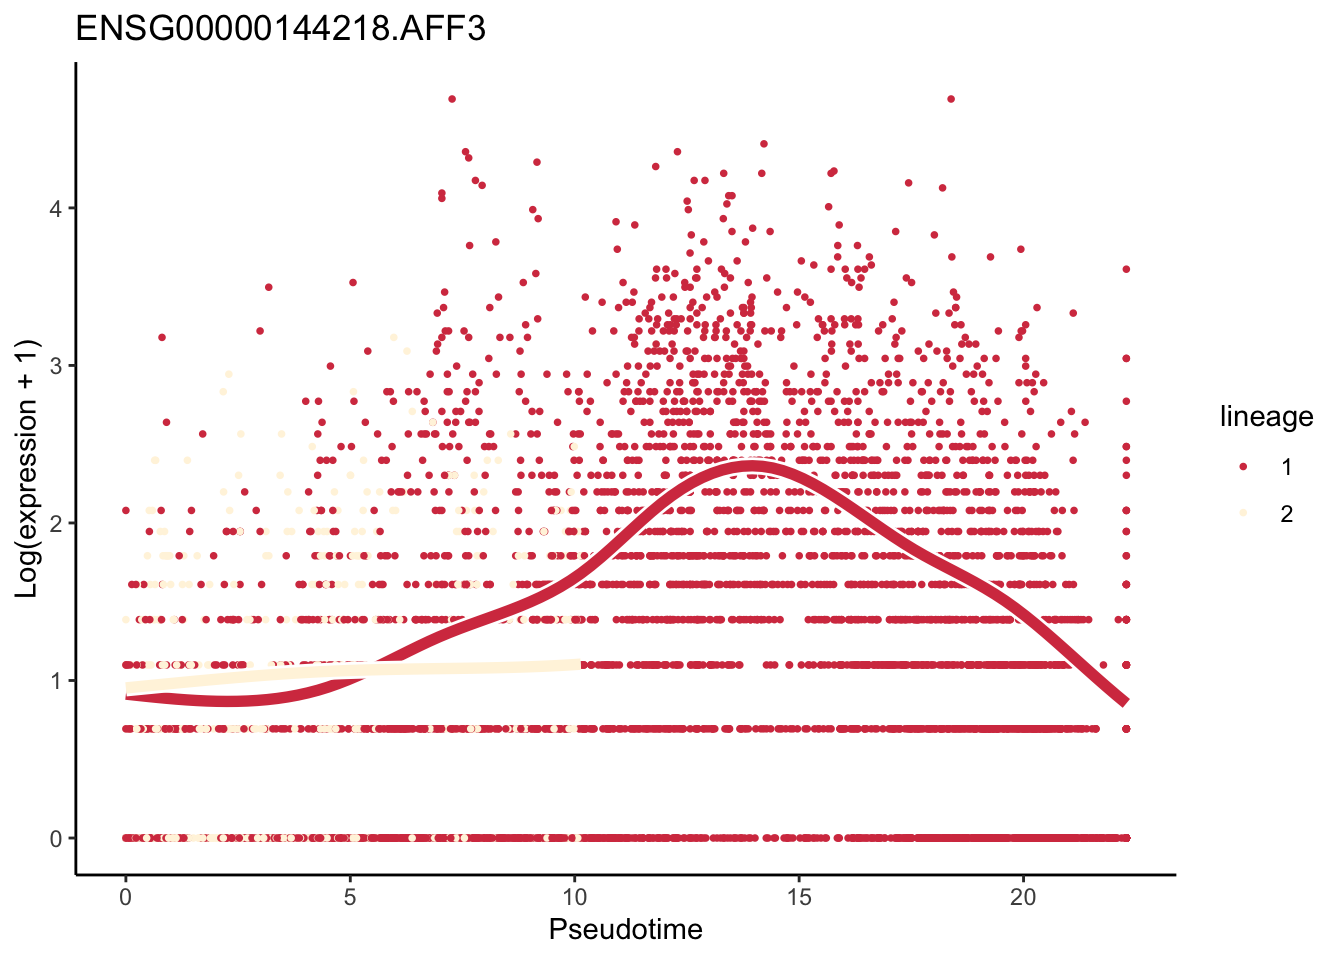 ENSG00000144218.AFF3
Log(expression + 1)
4
3
2
1
0
0 5 10 15 20
Pseudotime
lineage
1
2